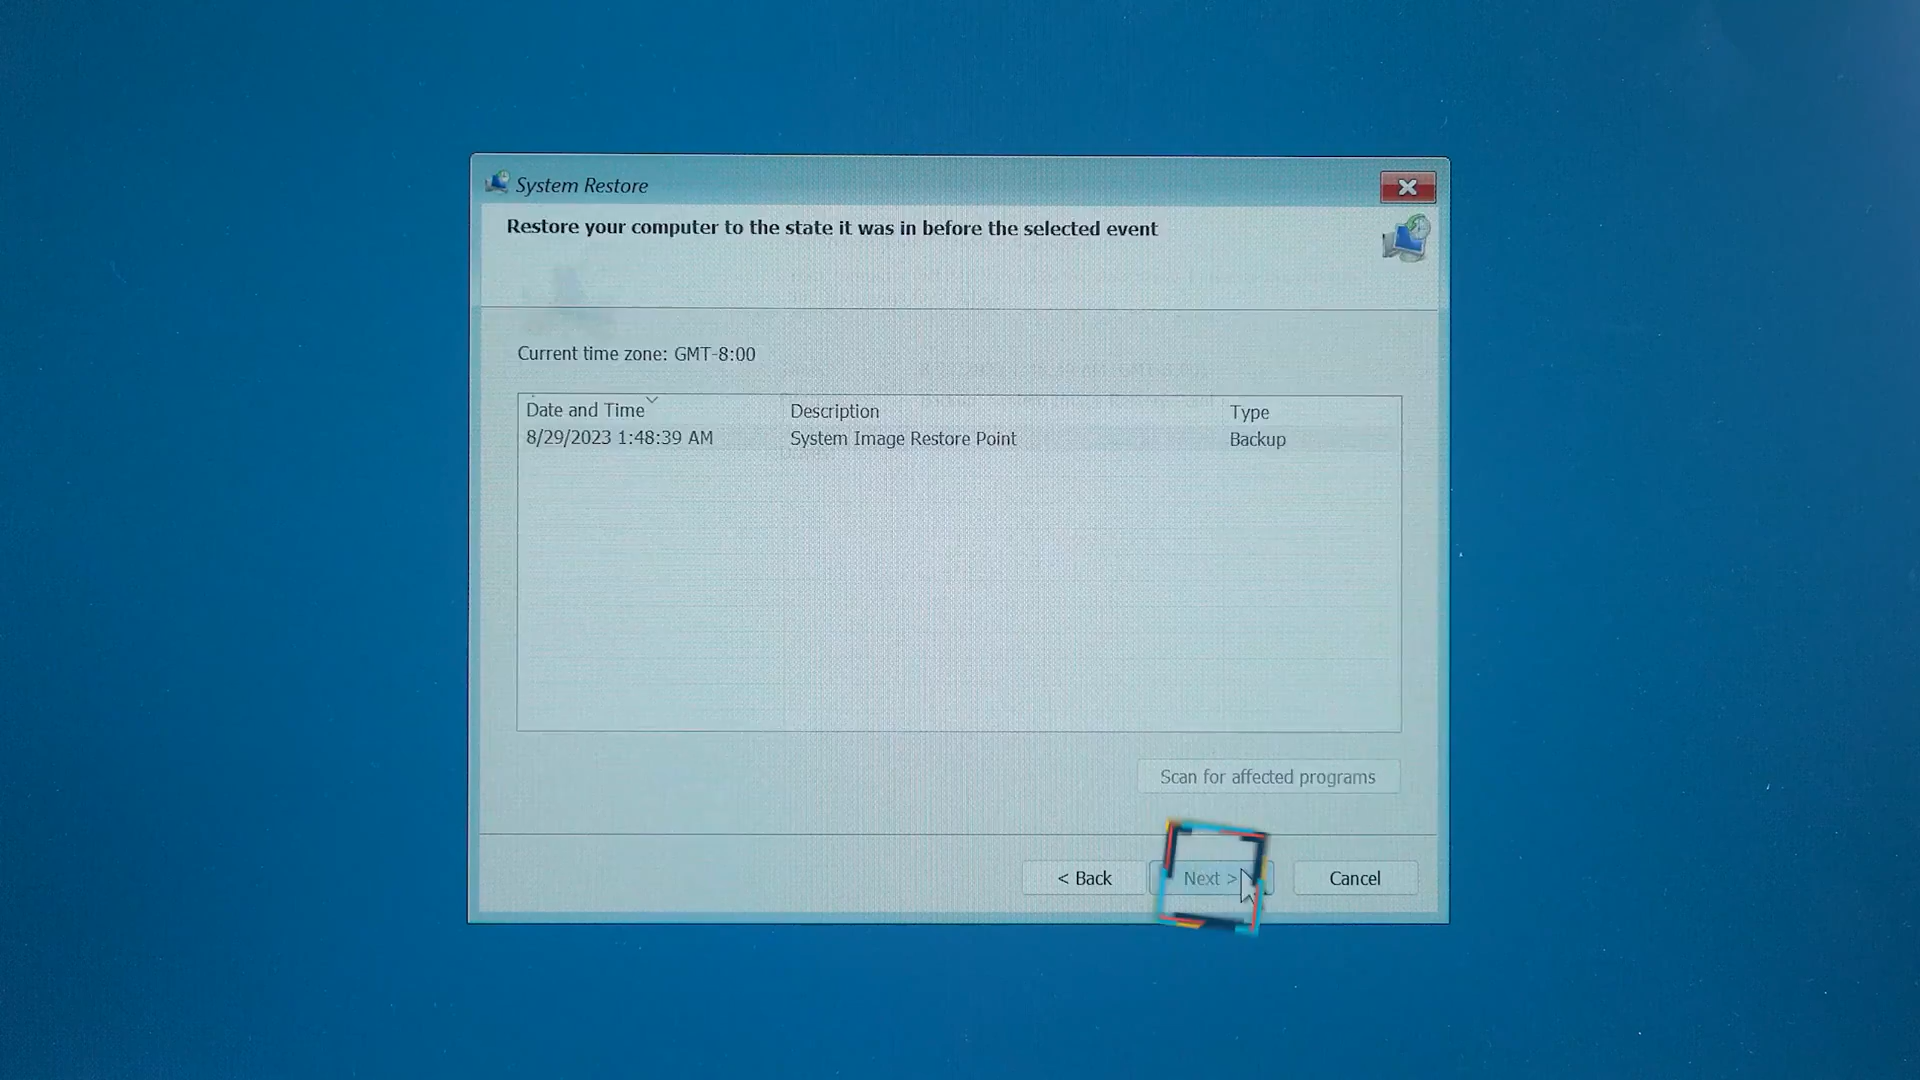 System Restore
Restore your computer to the state it was in before the selected event
Current time zone: GMT-8:00
Date and Time Description Type
8/29/2023 1:48:39 AM System Image Restore Point Backup
Scan for affected programs
< Back Next > Cancel